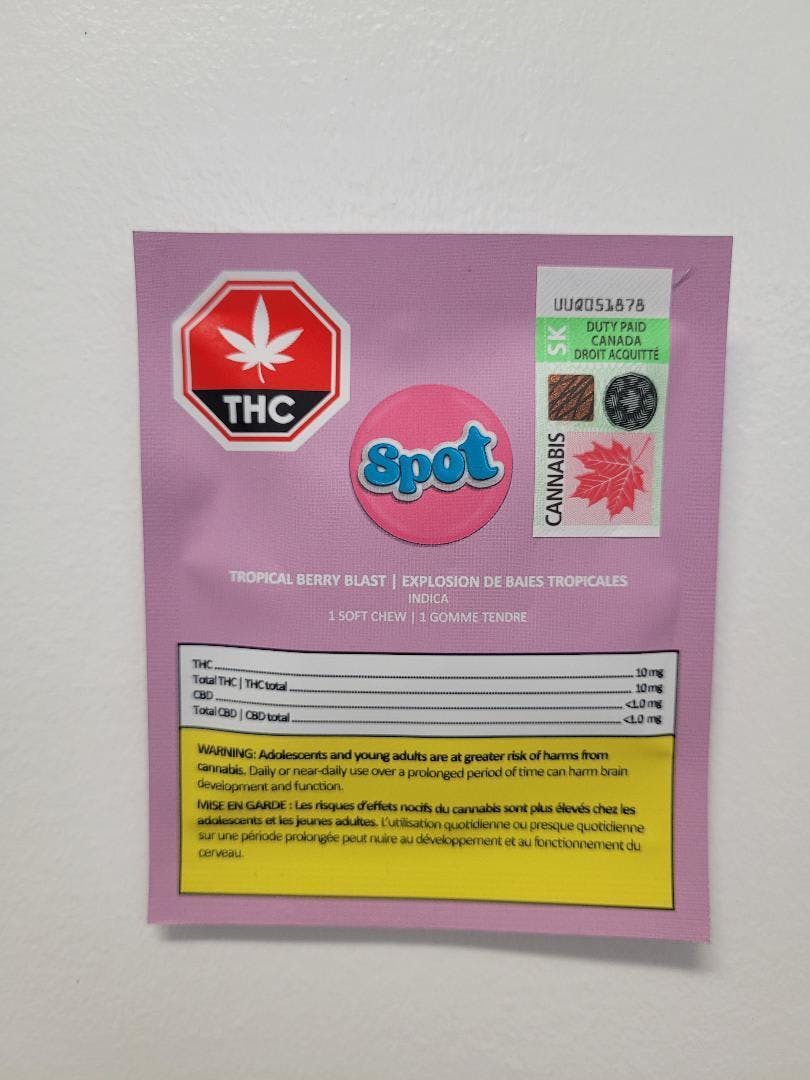 THC
UUQ051878
SK
DUTY PAID
CANADA
DROIT ACQUITTÉ
CANNABIS
spot
TROPICAL BERRY BLAST | EXPLOSION DE BAIES TROPICALES
INDICA
1 SOFT CHEW | 1 GOMME TENDRE
THC 10 mg
Total THC | THC total 10 mg
CBD <1.0 mg
Total CBD | CBD total <1.0 mg
WARNING: Adolescents and young adults are at greater risk of harms from
cannabis. Daily or near-daily use over a prolonged period of time can harm brain
development and function.
MISE EN GARDE : Les risques d'effets nocifs du cannabis sont plus élevés chez les
adolescents et les jeunes adultes. L'utilisation quotidienne ou presque quotidienne
sur une période prolongée peut nuire au développement et au fonctionnement du
cerveau.